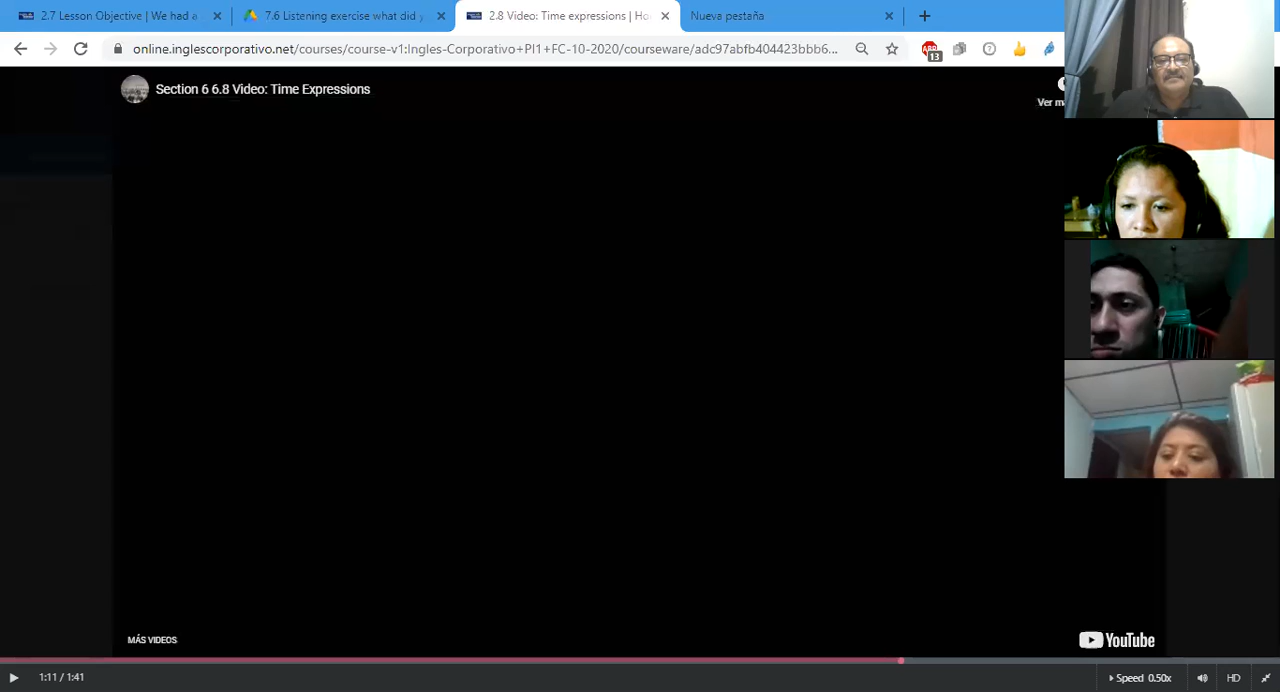 2.7 Lesson Objective | We had a
7.6 Listening exercise what did y
2.8 Video: Time expressions | Ho
Nueva pestaña
online.inglescorporativo.net/courses/course-v1:Ingles-Corporativo+PI1+FC-10-2020/courseware/adc97abfb404423bbb6...
ABP
13
Section 6 6.8 Video: Time Expressions
Ver m
MÁS VIDEOS
YouTube
1:11 / 1:41
Speed 0.50x
HD